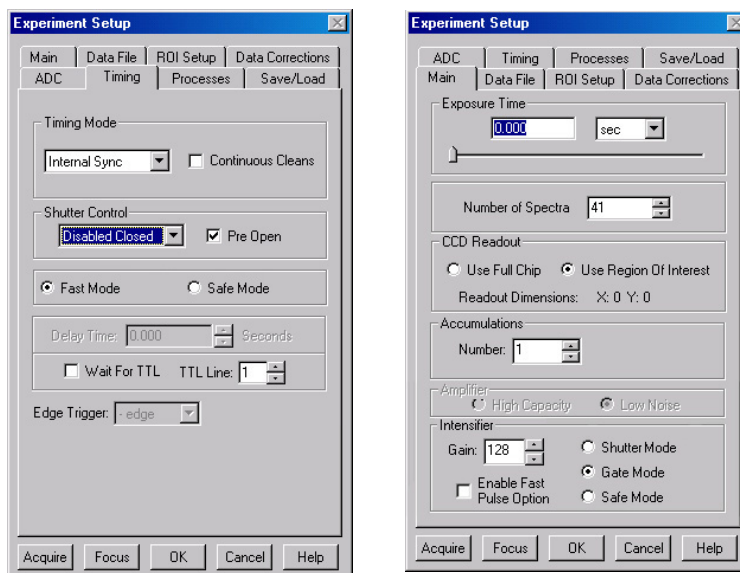 Experiment Setup
Main Data File ROI Setup Data Corrections
ADC Timing Processes Save/Load
Timing Mode
Internal Sync Continuous Cleans
Shutter Control
Disabled Closed Pre Open
Fast Mode Safe Mode
Delay Time: 0.000 Seconds
Wait For TTL TTL Line: 1
Edge Trigger: - edge
Acquire Focus OK Cancel Help
Experiment Setup
ADC Timing Processes Save/Load
Main Data File ROI Setup Data Corrections
Exposure Time
0.000 sec
Number of Spectra 41
CCD Readout
Use Full Chip Use Region Of Interest
Readout Dimensions: X: 0 Y: 0
Accumulations
Number: 1
Amplifier
High Capacity Low Noise
Intensifier
Gain: 128 Shutter Mode
Gate Mode
Enable Fast
Pulse Option Safe Mode
Acquire Focus OK Cancel Help